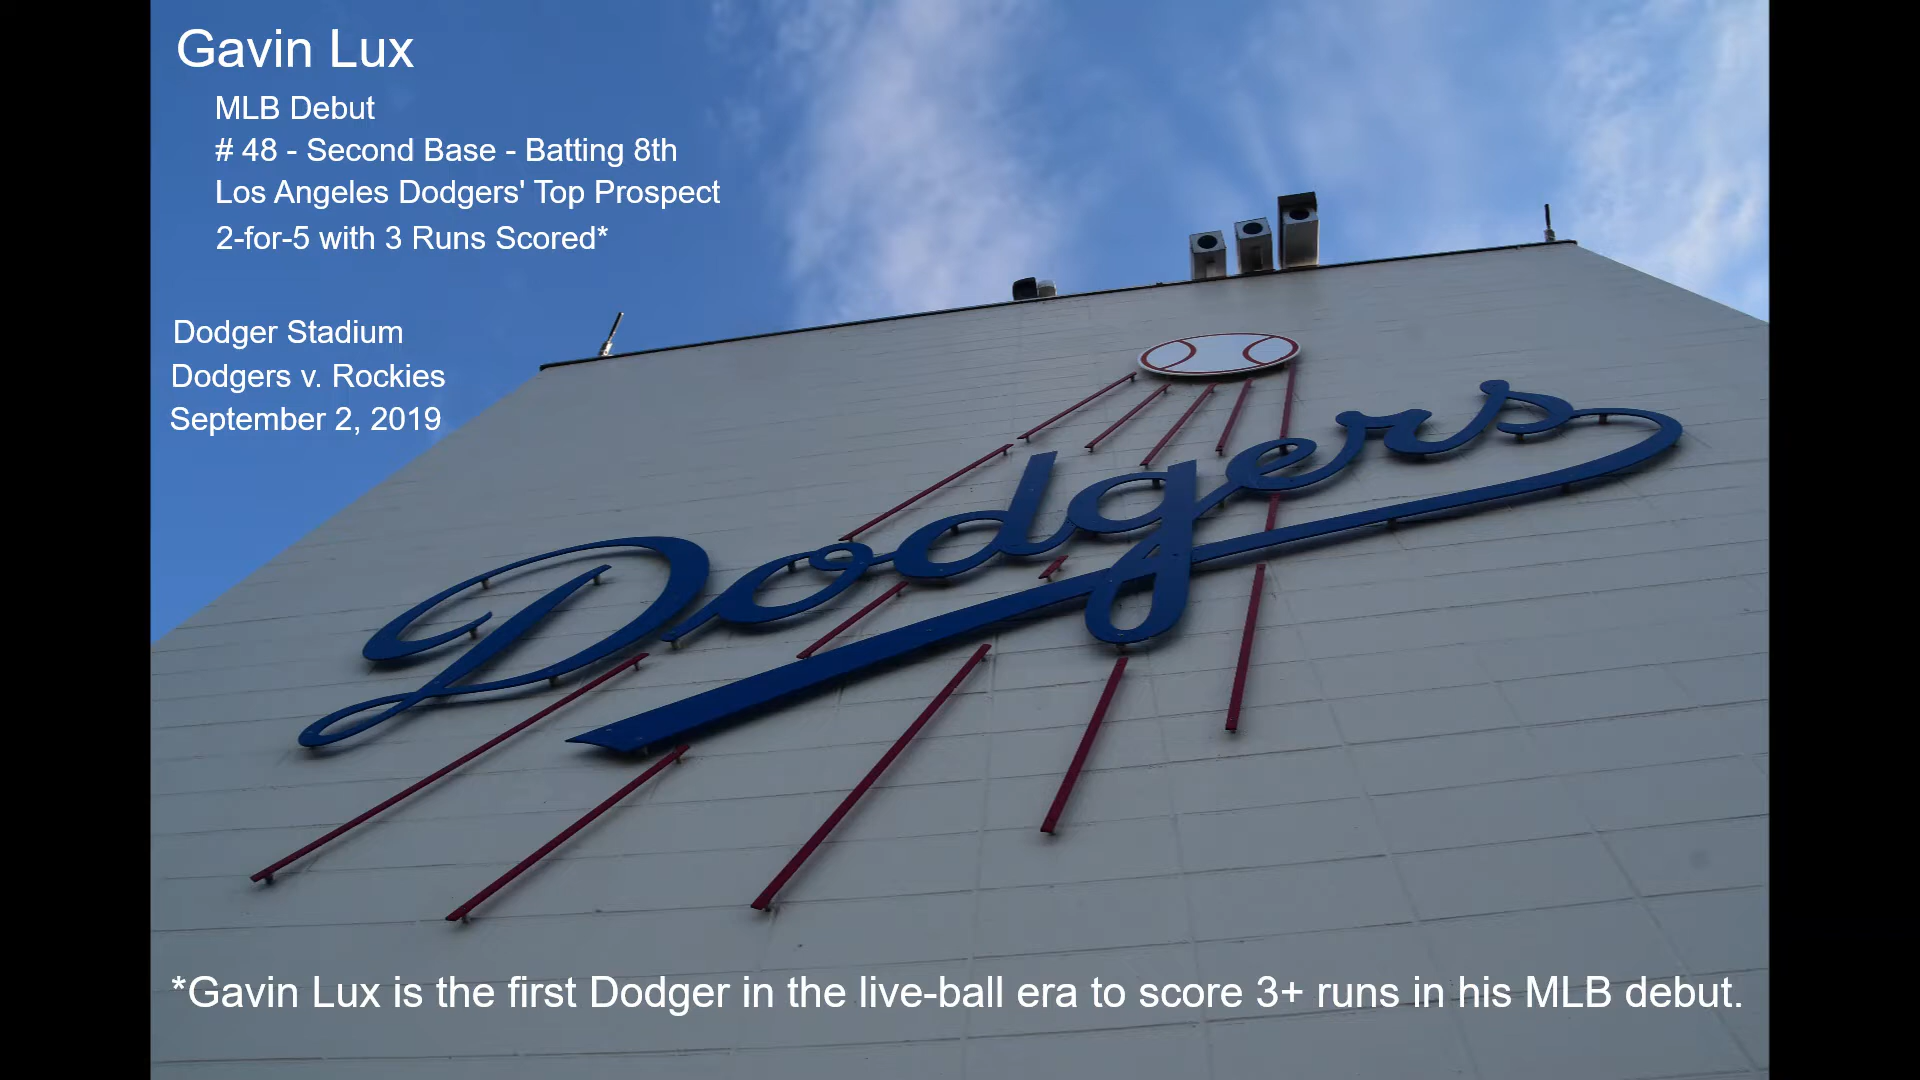 Gavin Lux
MLB Debut
# 48 - Second Base - Batting 8th
Los Angeles Dodgers' Top Prospect
2-for-5 with 3 Runs Scored*
Dodger Stadium
Dodgers v. Rockies
September 2, 2019
Dodgers
*Gavin Lux is the first Dodger in the live-ball era to score 3+ runs in his MLB debut.